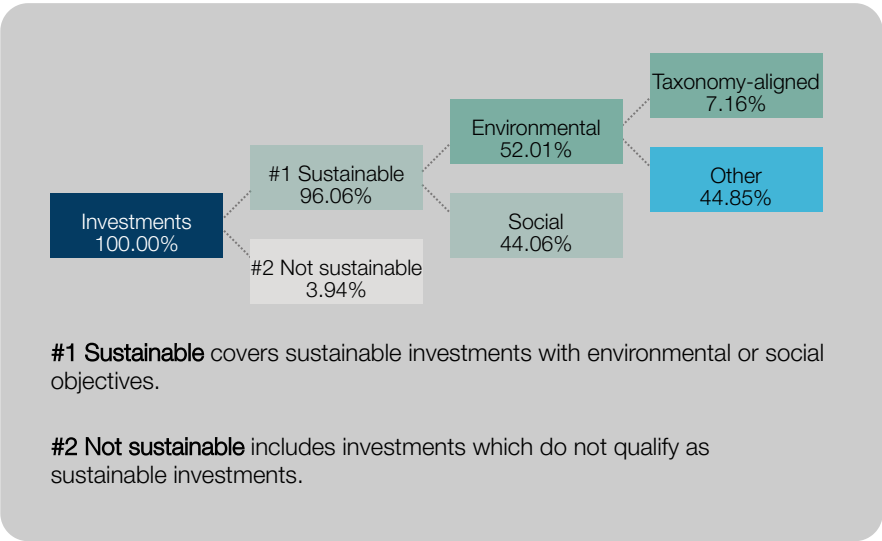 Investments
100.00%
#1 Sustainable
96.06%
#2 Not sustainable
3.94%
Environmental
52.01%
Social
44.06%
Taxonomy-aligned
7.16%
Other
44.85%
#1 Sustainable covers sustainable investments with environmental or social
objectives.
#2 Not sustainable includes investments which do not qualify as
sustainable investments.